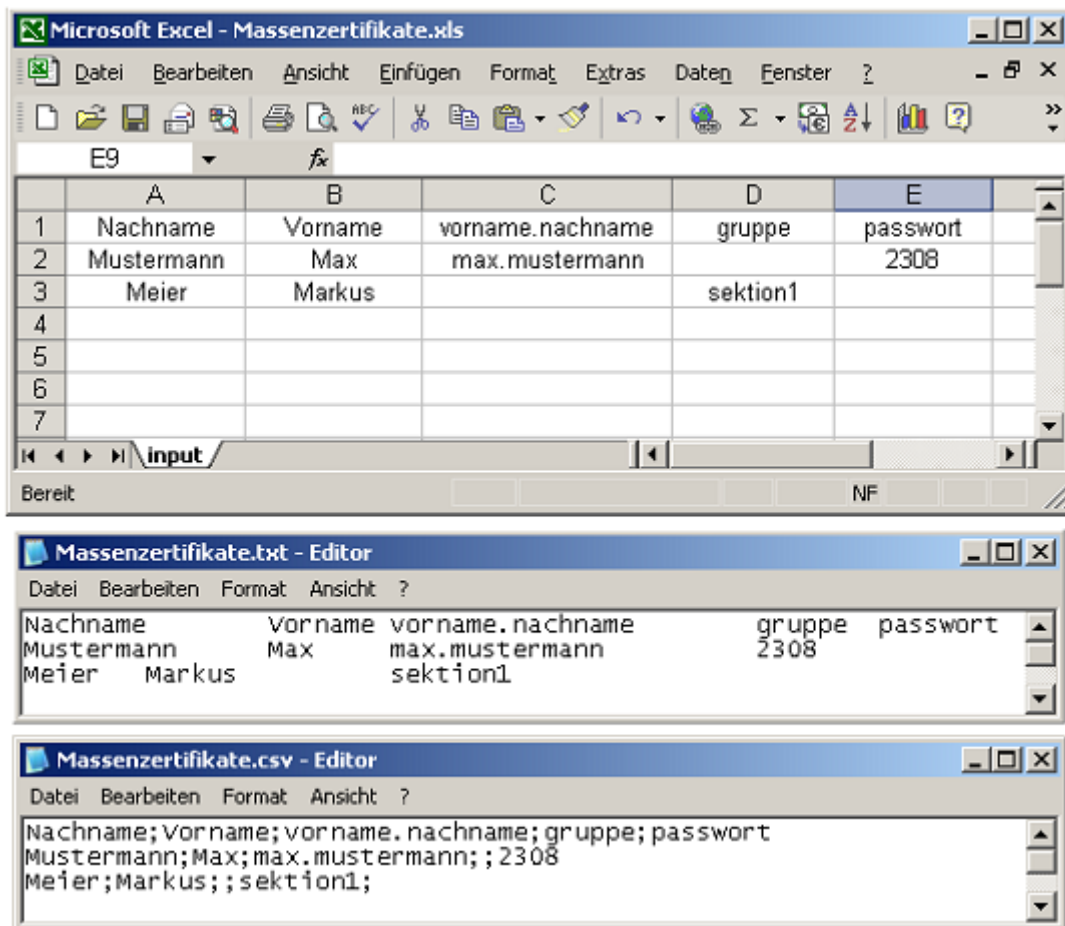 Microsoft Excel - Massenzertifikate.xls
Datei Bearbeiten Ansicht Einfügen Format Extras Daten Fenster ?
ABC Σ € A Z ?
E9 fx
A B C D E
1 Nachname Vorname vorname.nachname gruppe passwort
2 Mustermann Max max.mustermann 2308
3 Meier Markus sektion1
4
5
6
7
input
Bereit NF
Massenzertifikate.txt - Editor
Datei Bearbeiten Format Ansicht ?
Nachname Vorname vorname.nachname gruppe passwort
Mustermann Max max.mustermann 2308
Meier Markus sektion1
Massenzertifikate.csv - Editor
Datei Bearbeiten Format Ansicht ?
Nachname;Vorname;vorname.nachname;gruppe;passwort
Mustermann;Max;max.mustermann;;2308
Meier;Markus;;sektion1;